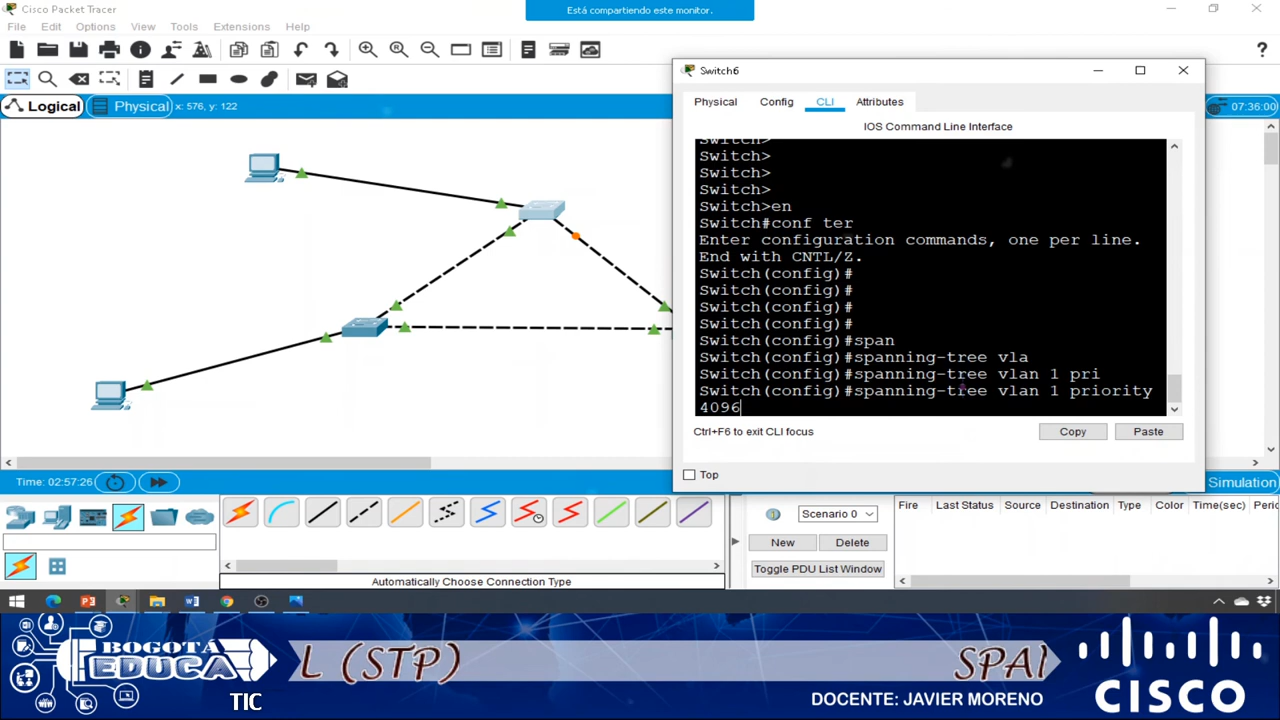 Cisco Packet Tracer
Está compartiendo este monitor.
File Edit Options View Tools Extensions Help
Logical
Physical x: 576, y: 122
07:36:00
Switch6
Physical Config CLI Attributes
IOS Command Line Interface
Switch>
Switch>
Switch>
Switch>
Switch>en
Switch#conf ter
Enter configuration commands, one per line.
End with CNTL/Z.
Switch(config)#
Switch(config)#
Switch(config)#
Switch(config)#
Switch(config)#span
Switch(config)#spanning-tree vla
Switch(config)#spanning-tree vlan 1 pri
Switch(config)#spanning-tree vlan 1 priority
4096
Ctrl+F6 to exit CLI focus
Copy
Paste
Top
Time: 02:57:26
Simulation
Scenario 0
New
Delete
Toggle PDU List Window
Fire Last Status Source Destination Type Color Time(sec) Perio
Automatically Choose Connection Type
BOGOTÁ
EDUCA
TIC
L (STP)
SPAI
DOCENTE: JAVIER MORENO
CISCO